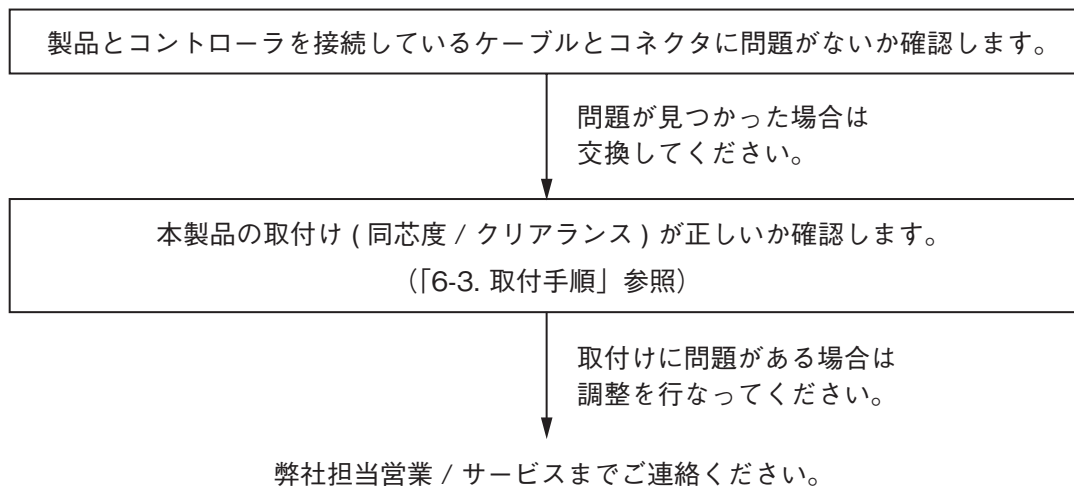 製品とコントローラを接続しているケーブルとコネクタに問題がないか確認します。
問題が見つかった場合は
交換してください。
本製品の取付け ( 同芯度 / クリアランス ) が正しいか確認します。
（「6-3. 取付手順」参照）
取付けに問題がある場合は
調整を行なってください。
弊社担当営業 / サービスまでご連絡ください。